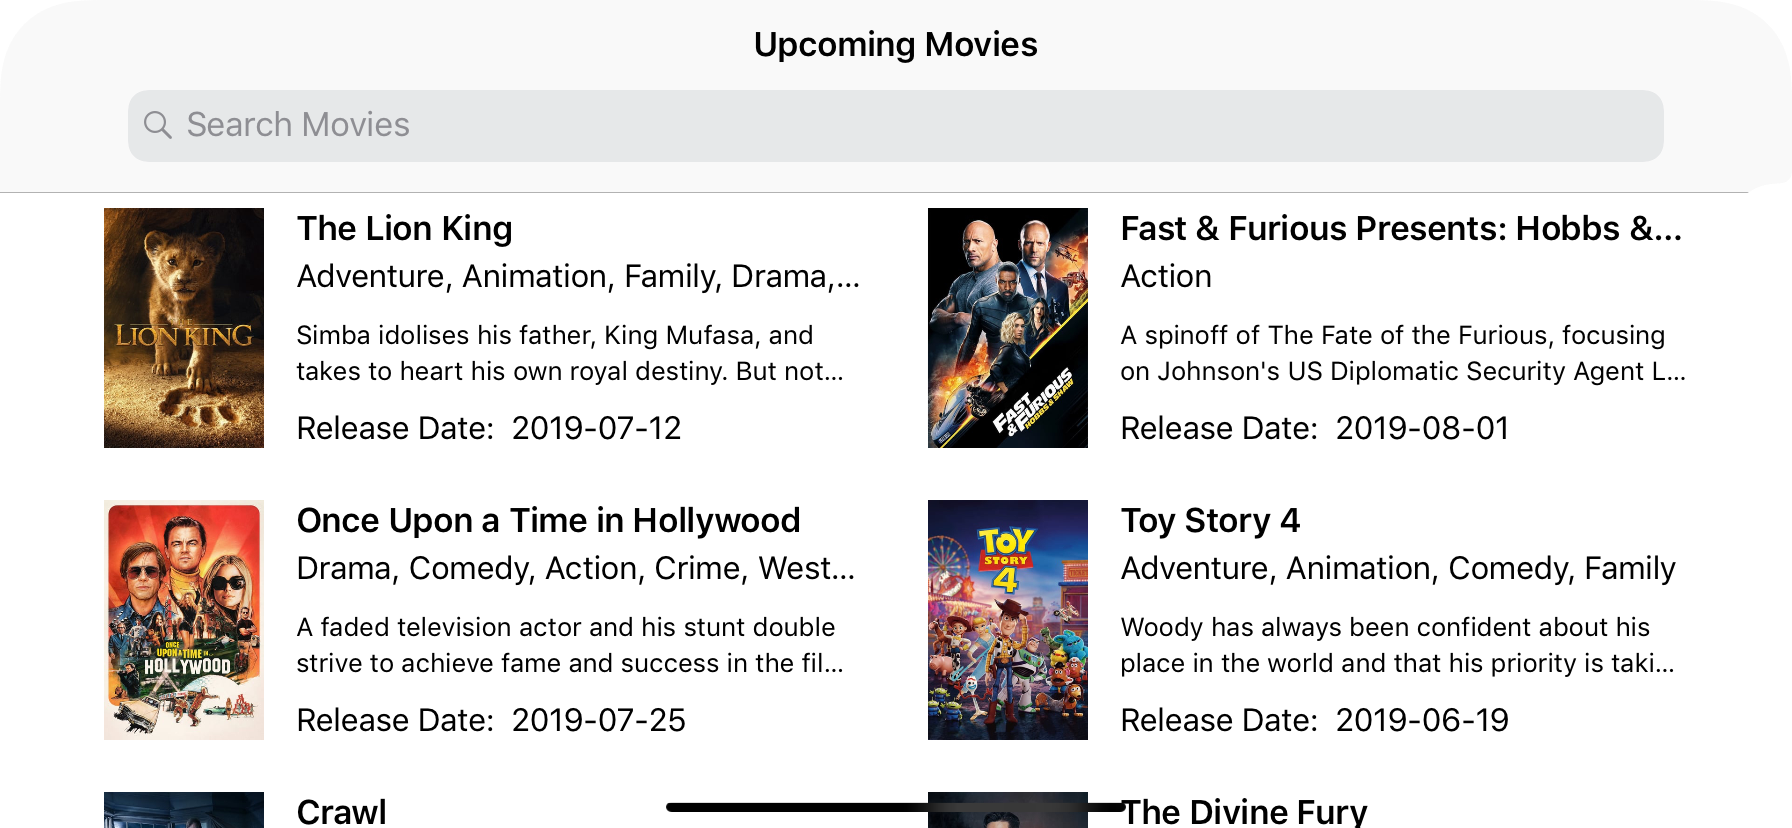 Upcoming Movies
Search Movies
THE
LION KING
The Lion King
Adventure, Animation, Family, Drama,...
Simba idolises his father, King Mufasa, and
takes to heart his own royal destiny. But not...
Release Date: 2019-07-12
FAST
& FURIOUS
HOBBS & SHAW
Fast & Furious Presents: Hobbs &...
Action
A spinoff of The Fate of the Furious, focusing
on Johnson's US Diplomatic Security Agent L...
Release Date: 2019-08-01
ONCE
UPON A TIME IN
HOLLYWOOD
Once Upon a Time in Hollywood
Drama, Comedy, Action, Crime, West...
A faded television actor and his stunt double
strive to achieve fame and success in the fil...
Release Date: 2019-07-25
TOY
STORY
4
Toy Story 4
Adventure, Animation, Comedy, Family
Woody has always been confident about his
place in the world and that his priority is taki...
Release Date: 2019-06-19
Crawl
The Divine Fury